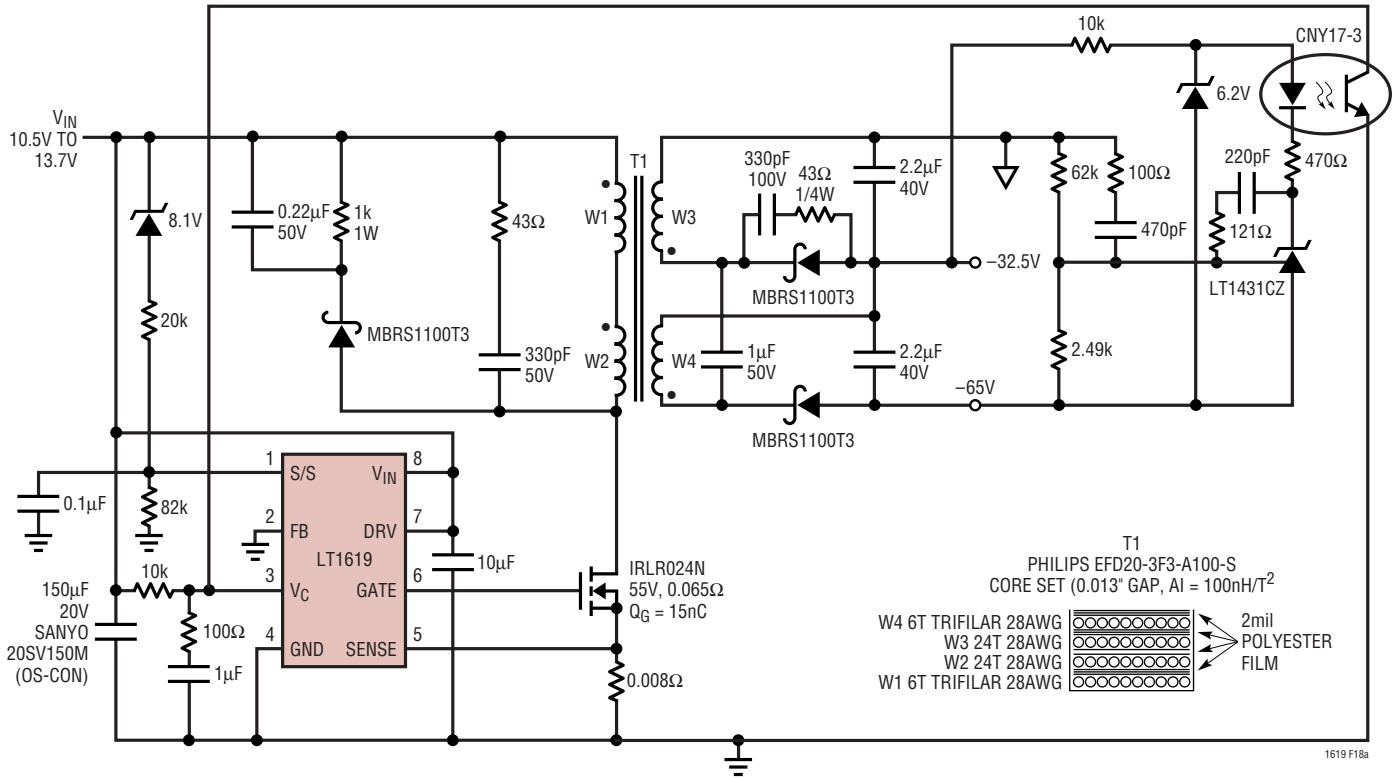 10k
CNY17-3
6.2V
VIN
10.5V TO
13.7V
T1
330pF
100V
43Ω
1/4W
2.2µF
40V
62k
100Ω
220pF
470Ω
8.1V
0.22µF
50V
1k
1W
43Ω
W1
W3
470pF
121Ω
–32.5V
MBRS1100T3
LT1431CZ
20k
MBRS1100T3
330pF
50V
W2
W4
1µF
50V
2.2µF
40V
2.49k
–65V
MBRS1100T3
0.1µF
82k
1
S/S
VIN
8
2
FB
DRV
7
LT1619
10µF
3
VC
GATE
6
4
GND
SENSE
5
10k
150µF
20V
SANYO
20SV150M
(OS-CON)
100Ω
1µF
IRLR024N
55V, 0.065Ω
QG = 15nC
0.008Ω
T1
PHILIPS EFD20-3F3-A100-S
CORE SET (0.013" GAP, AI = 100nH/T2
W4 6T TRIFILAR 28AWG
W3 24T 28AWG
W2 24T 28AWG
W1 6T TRIFILAR 28AWG
2mil
POLYESTER
FILM
1619 F18a